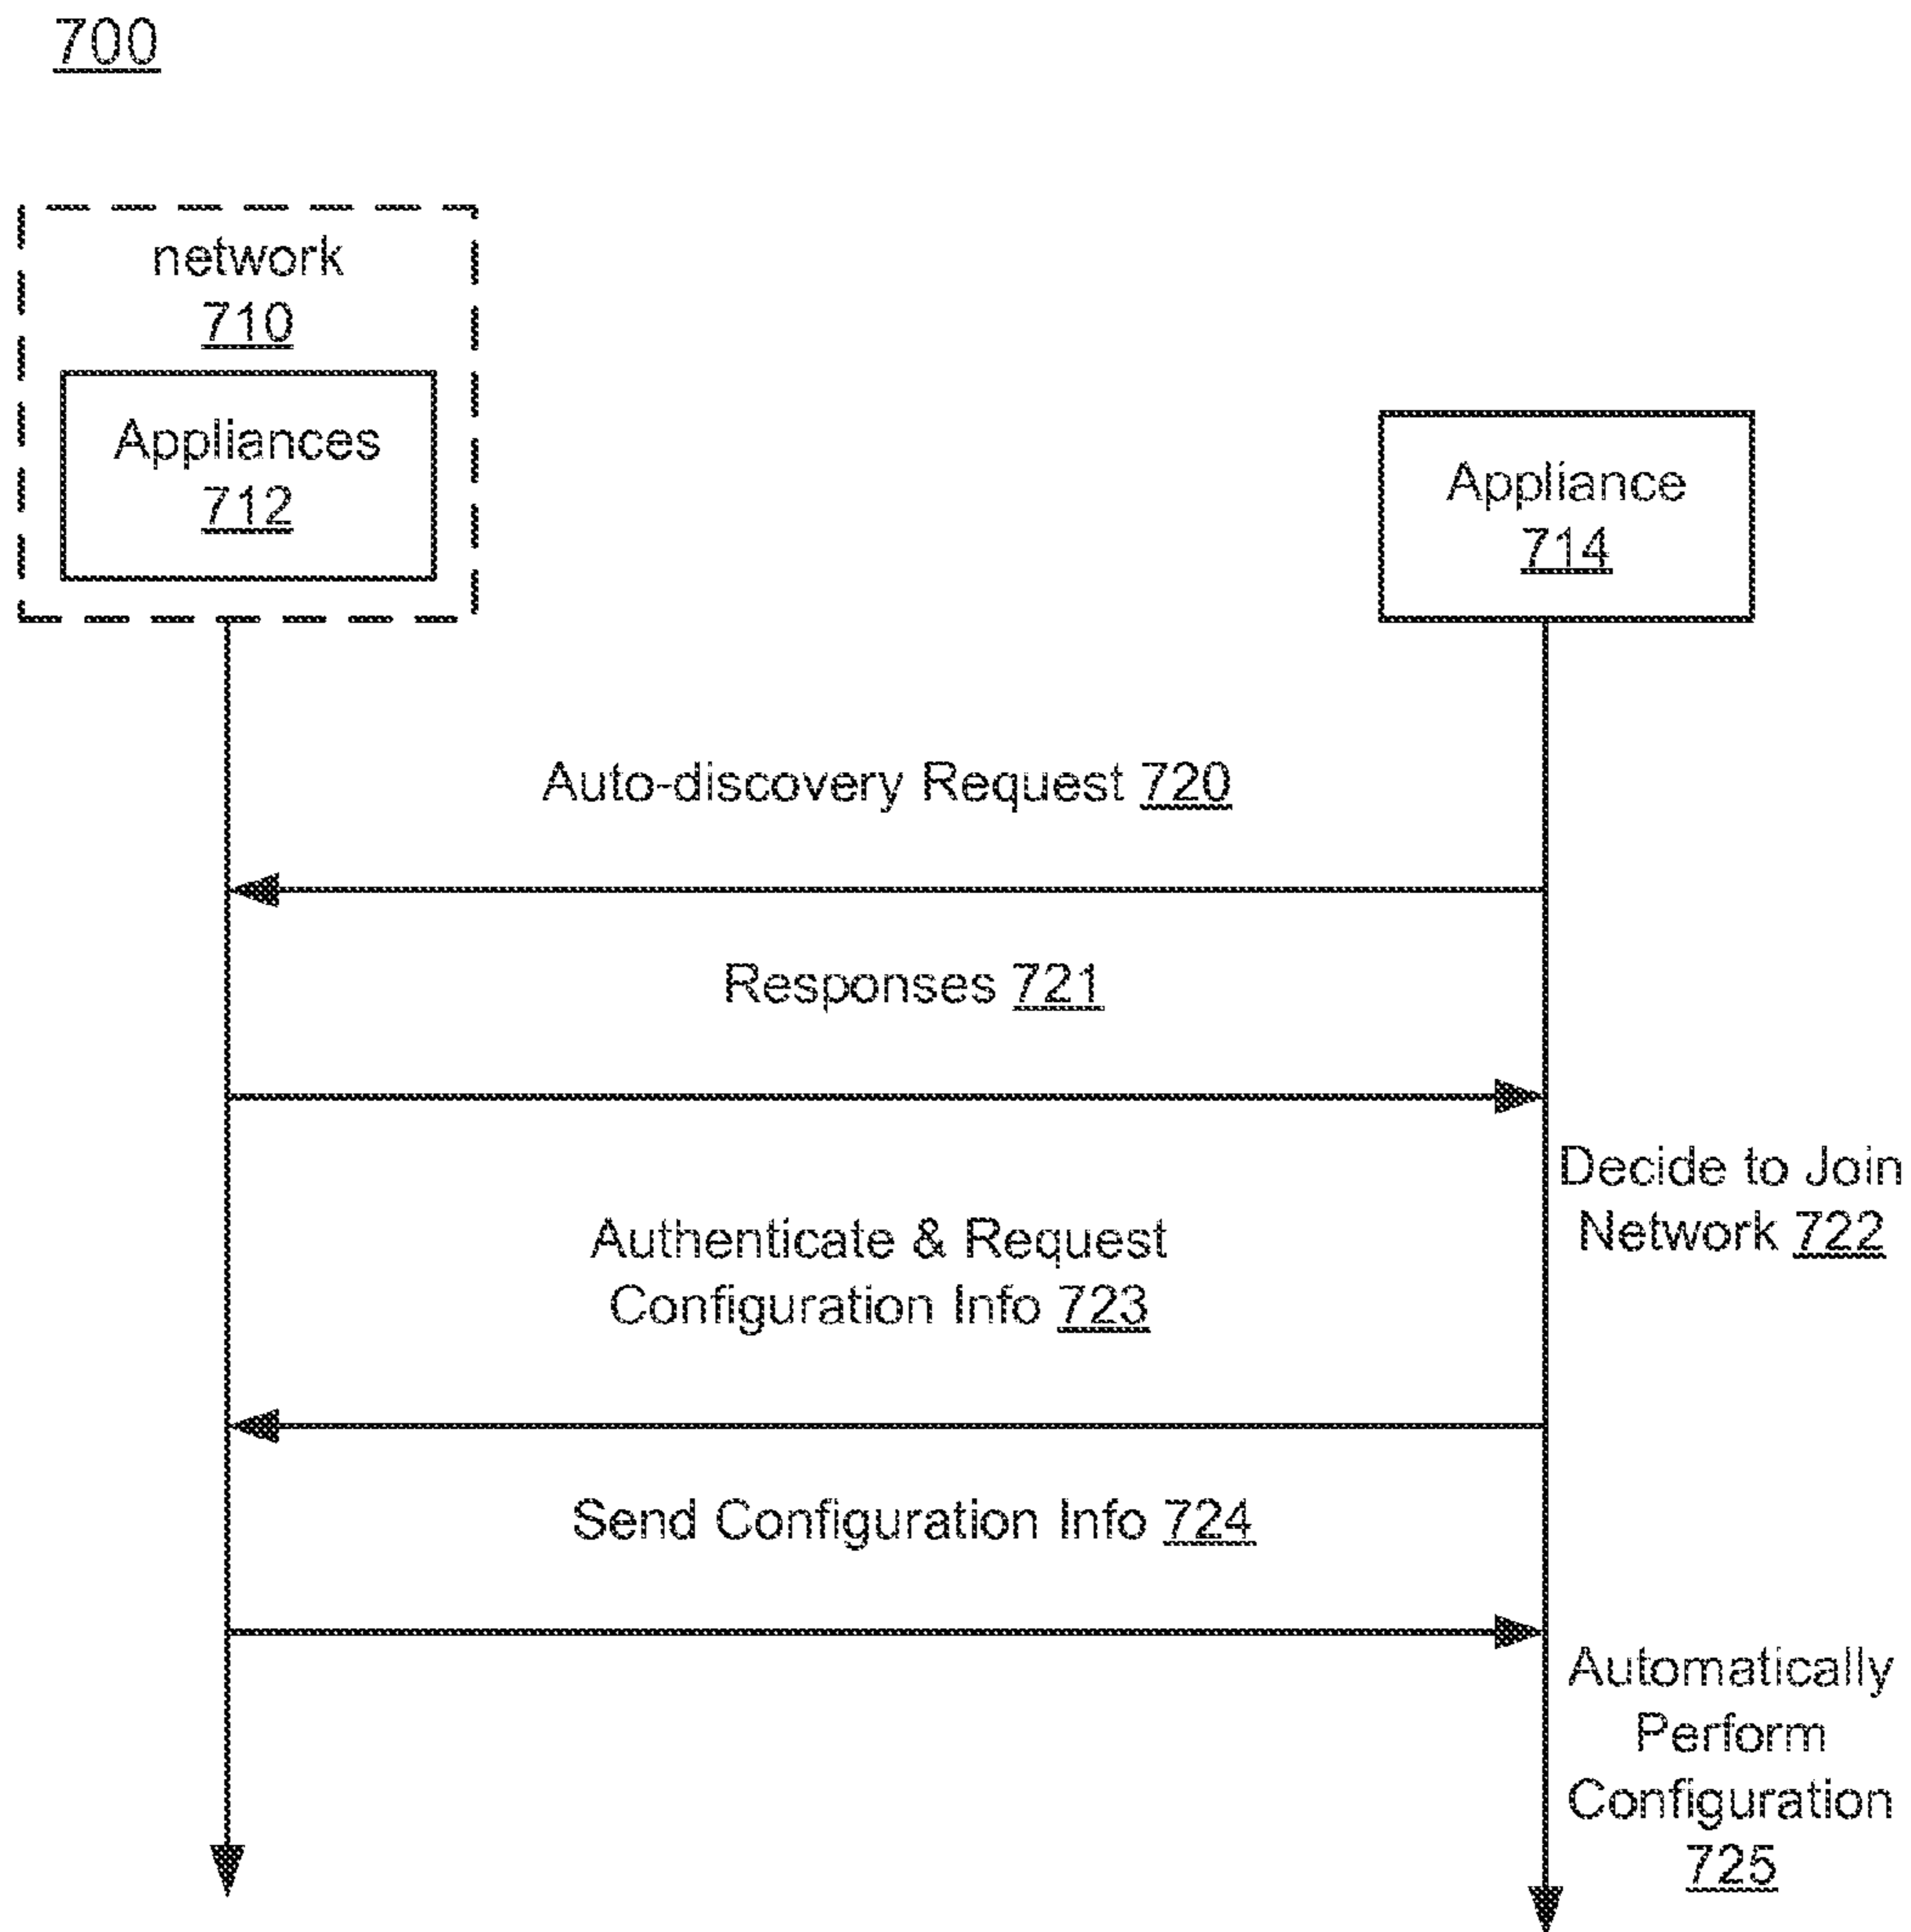 700
network
710
Appliances
712
Appliance
714
Auto-discovery Request 720
Responses 721
Decide to Join
Network 722
Authenticate & Request
Configuration Info 723
Send Configuration Info 724
Automatically
Perform
Configuration
725